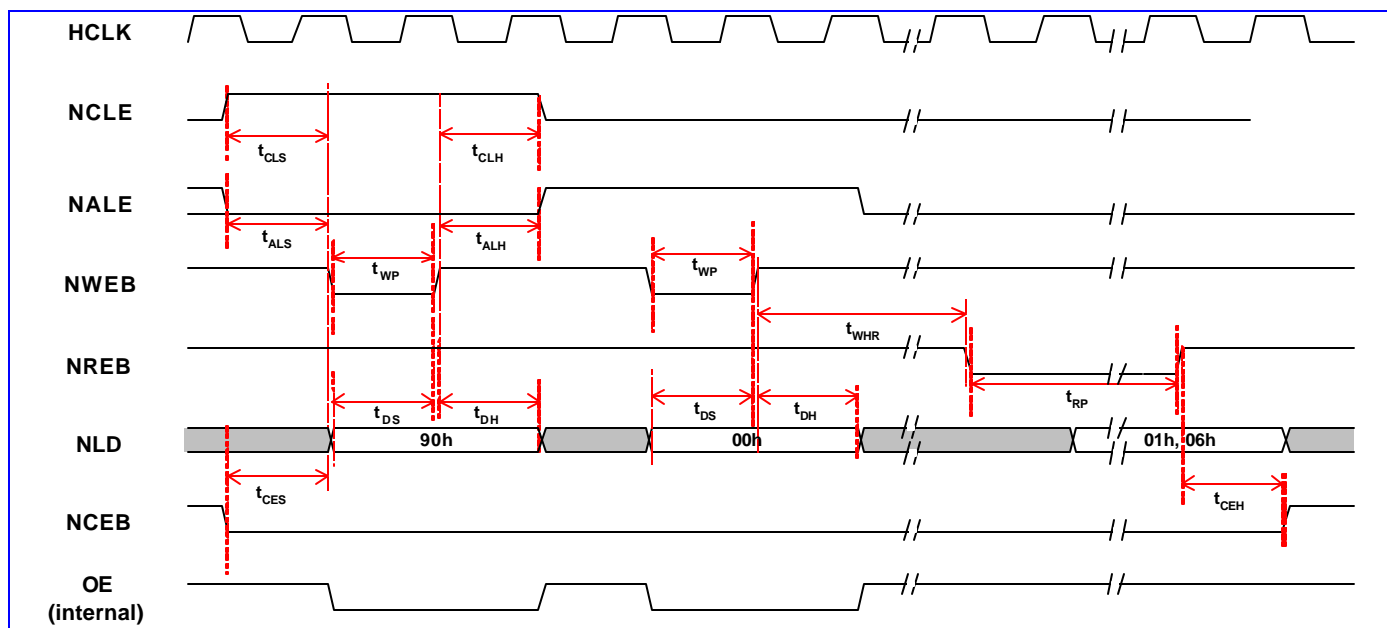 HCLK
NCLE
tCLS
tCLH
NALE
tALS
tALH
NWEB
tWP
tWP
tWHR
NREB
tRP
tDS
tDH
tDS
tDH
NLD
90h
00h
01h, 06h
tCES
tCEH
NCEB
OE
(internal)